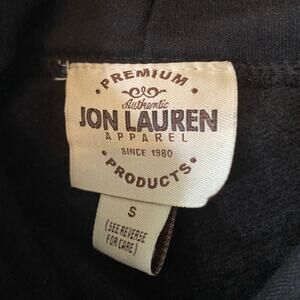 • PREMIUM •
Authentic
JON LAUREN
APPAREL
SINCE 1980
• PRODUCTS •
S
(SEE REVERSE
FOR CARE)